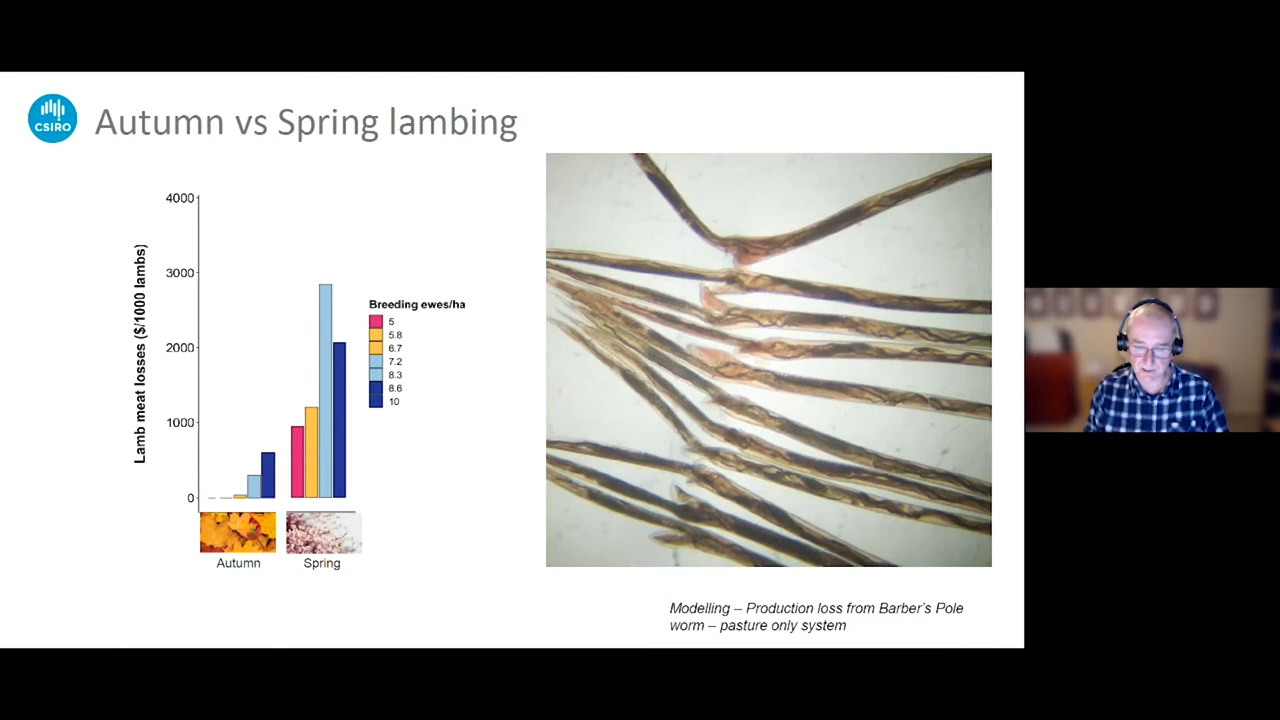 CSIRO
Autumn vs Spring lambing
Lamb meat losses ($/1000 lambs)
4000
3000
2000
1000
0
Autumn
Spring
Breeding ewes/ha
5
5.8
6.7
7.2
8.3
8.6
10
Modelling – Production loss from Barber's Pole
worm – pasture only system